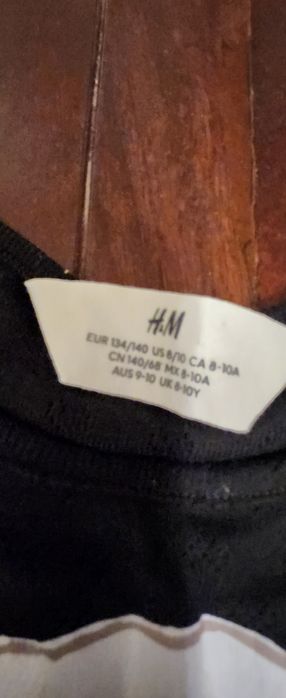 H&M
EUR 134/140 US 8/10 CA 8-10A
CN 140/68 MX 8-10A
AUS 9-10 UK 8-10Y